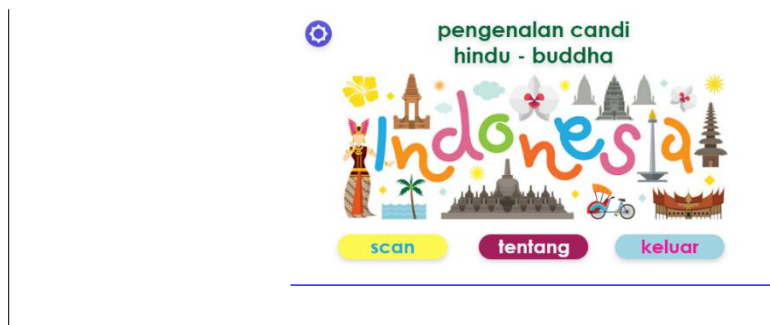 pengenalan candi
hindu - buddha
Indonesia
scan tentang keluar